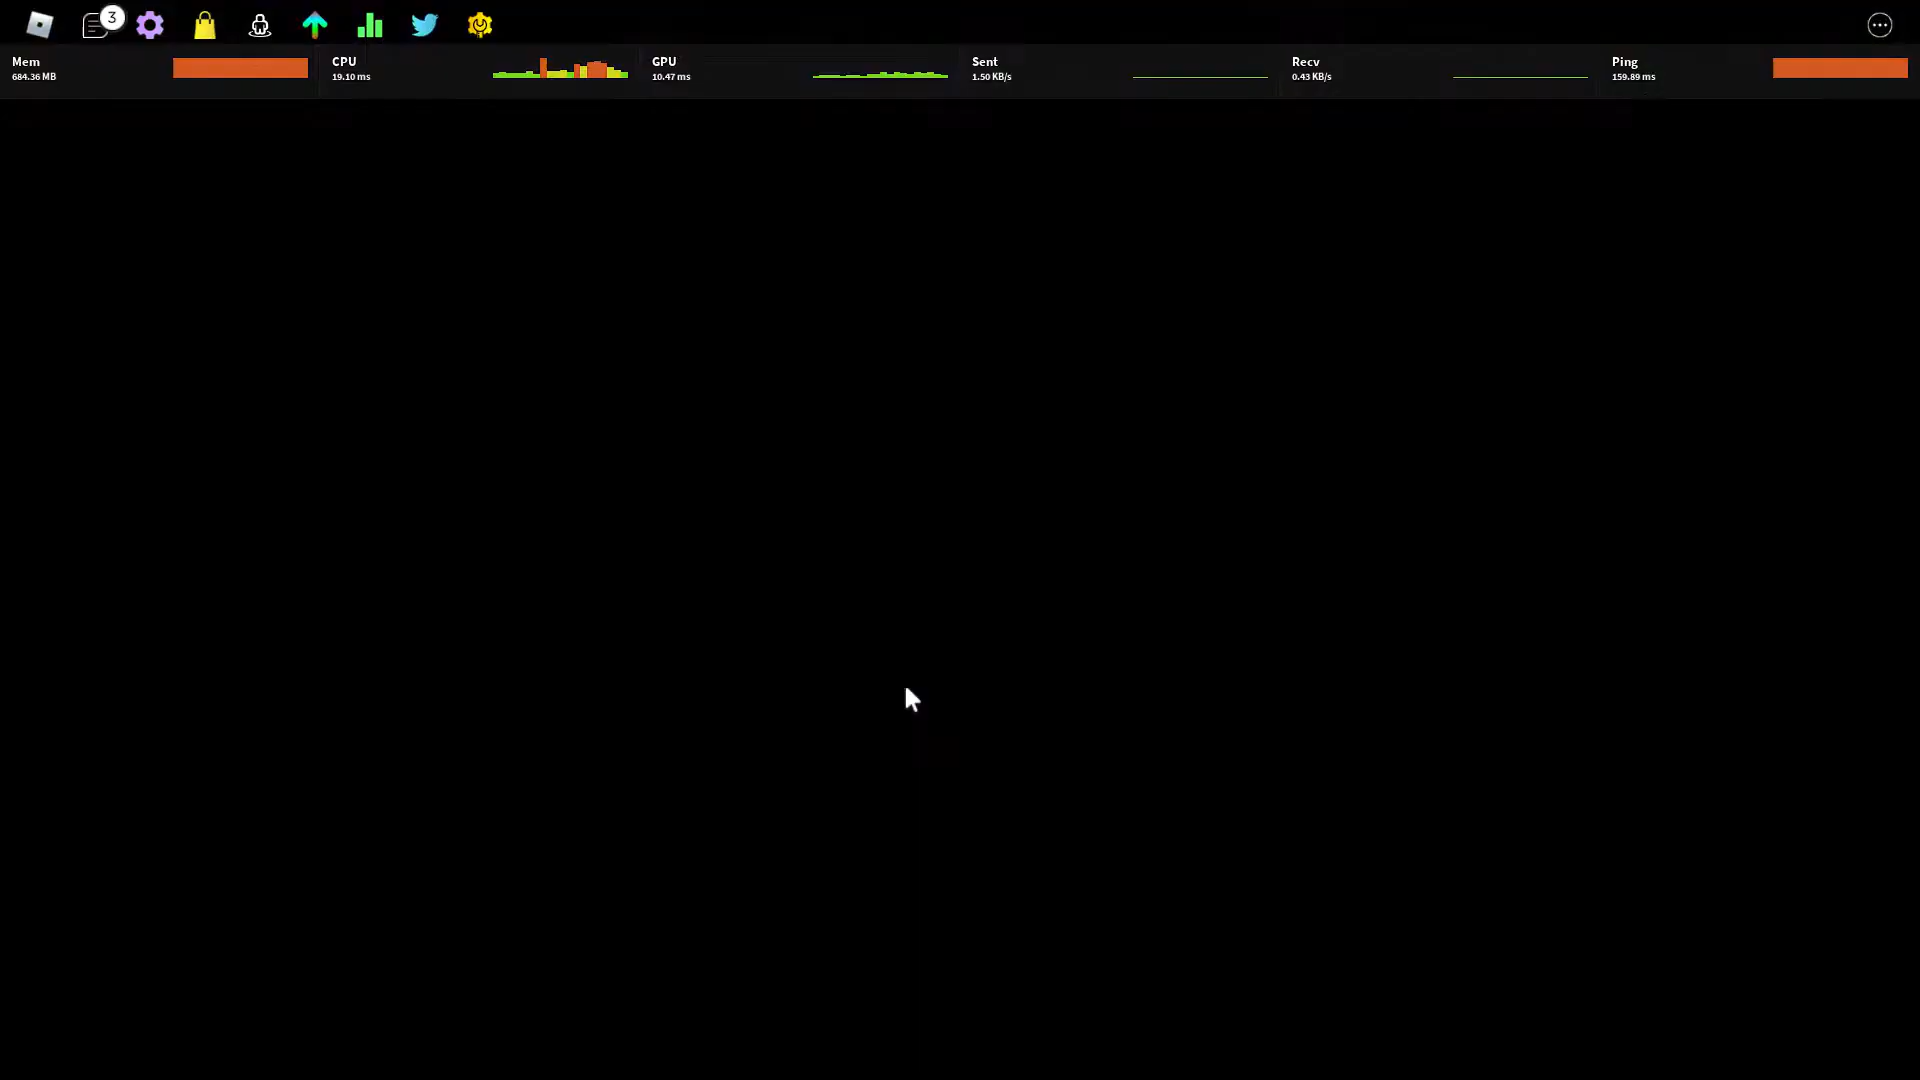 3
Mem
684.36 MB
CPU
19.10 ms
GPU
10.47 ms
Sent
1.50 KB/s
Recv
0.43 KB/s
Ping
159.89 ms